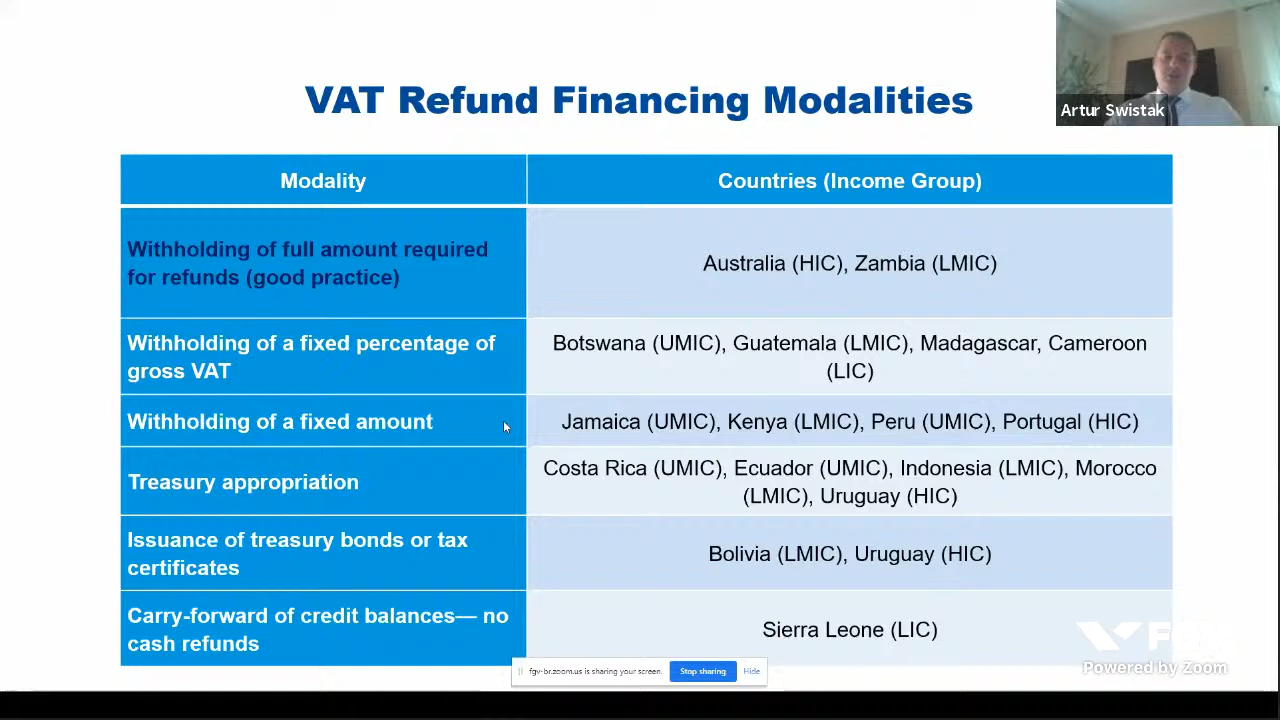 VAT Refund Financing Modalities
Artur Swistak
Modality
Countries (Income Group)
Withholding of full amount required
for refunds (good practice)
Australia (HIC), Zambia (LMIC)
Withholding of a fixed percentage of
gross VAT
Botswana (UMIC), Guatemala (LMIC), Madagascar, Cameroon
(LIC)
Withholding of a fixed amount
Jamaica (UMIC), Kenya (LMIC), Peru (UMIC), Portugal (HIC)
Treasury appropriation
Costa Rica (UMIC), Ecuador (UMIC), Indonesia (LMIC), Morocco
(LMIC), Uruguay (HIC)
Issuance of treasury bonds or tax
certificates
Bolivia (LMIC), Uruguay (HIC)
Carry-forward of credit balances— no
cash refunds
Sierra Leone (LIC)
fgv-br.zoom.us is sharing your screen.
Stop sharing
Hide
Powered by Zoom